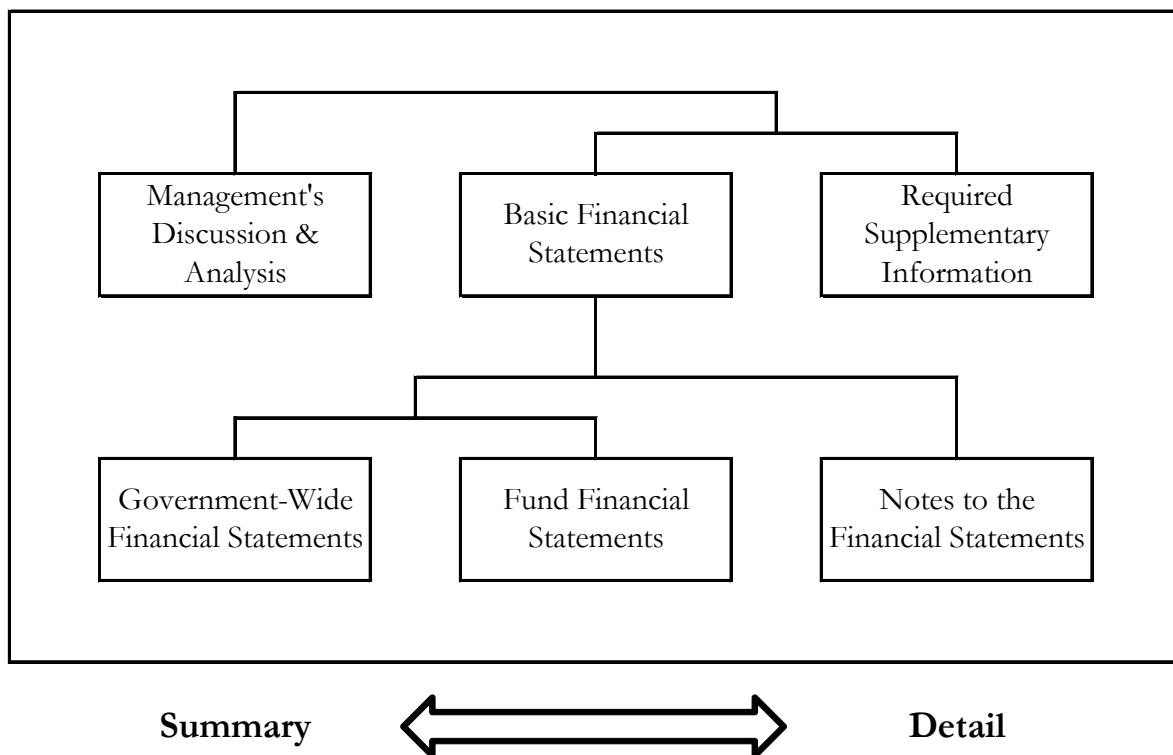 Management's
Discussion &
Analysis
Basic Financial
Statements
Required
Supplementary
Information
Government-Wide
Financial Statements
Fund Financial
Statements
Notes to the
Financial Statements
Summary
Detail